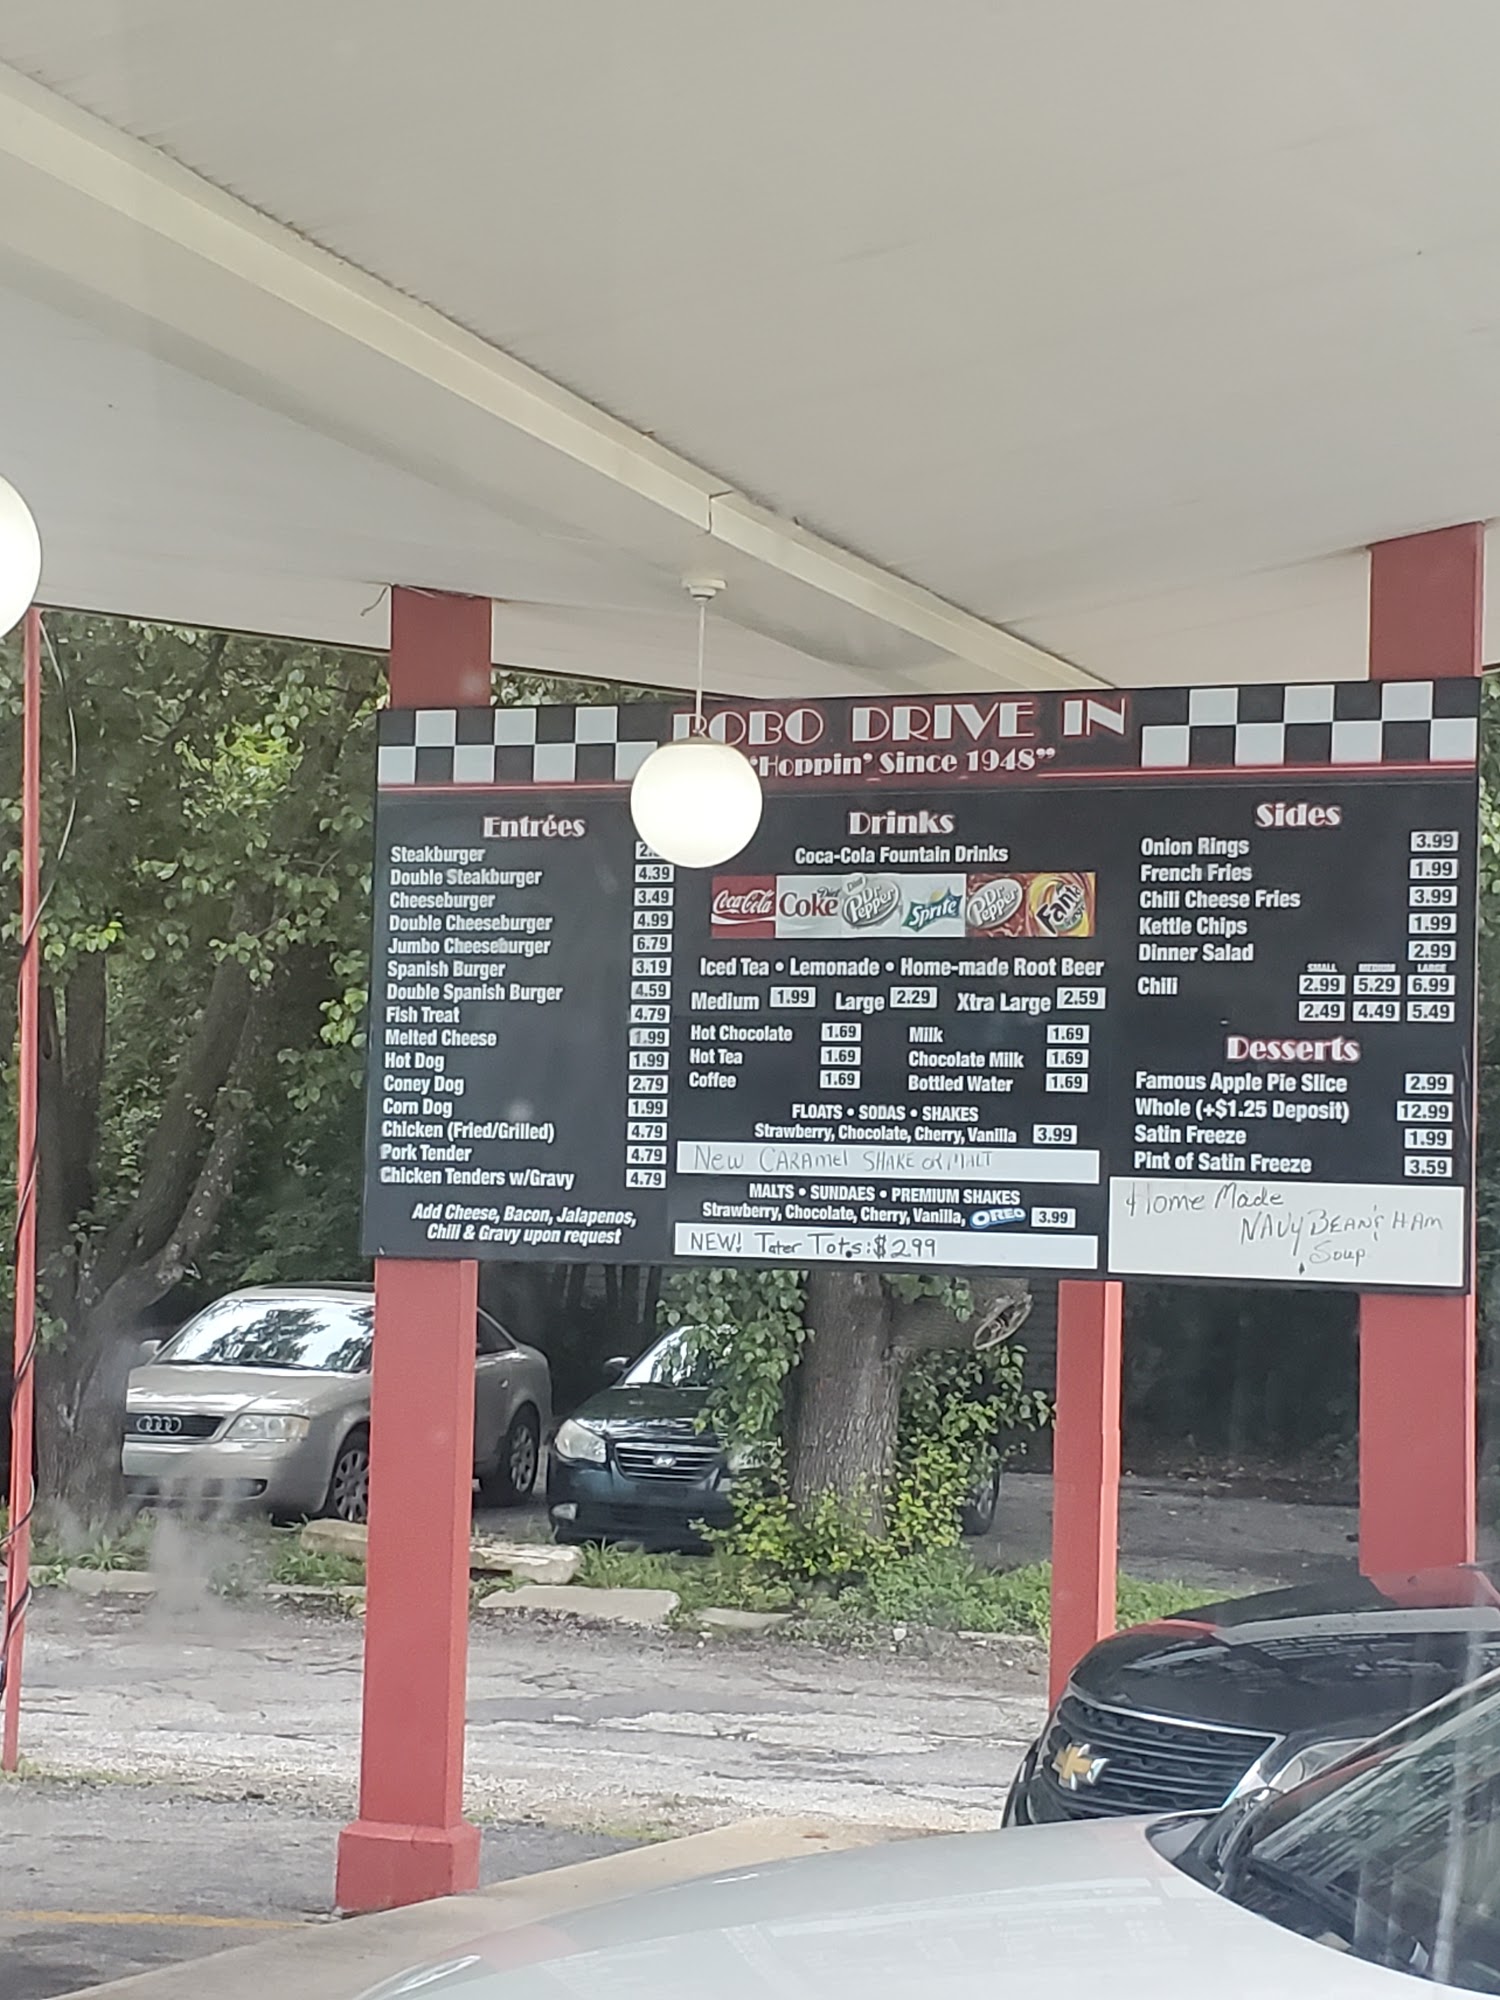 ROBO DRIVE IN
"Hoppin' Since 1948"
Entrées
Steakburger
Double Steakburger 4.39
Cheeseburger 3.49
Double Cheeseburger 4.99
Jumbo Cheeseburger 6.79
Spanish Burger 3.19
Double Spanish Burger 4.59
Fish Treat 4.79
Melted Cheese 1.99
Hot Dog 1.99
Coney Dog 2.79
Corn Dog 1.99
Chicken (Fried/Grilled) 4.79
Pork Tender 4.79
Chicken Tenders w/Gravy 4.79
Add Cheese, Bacon, Jalapenos,
Chili & Gravy upon request
Drinks
Coca-Cola Fountain Drinks
Coca-Cola Diet Coke Diet Dr Pepper Sprite Dr Pepper Fanta
Iced Tea • Lemonade • Home-made Root Beer
Medium 1.99 Large 2.29 Xtra Large 2.59
Hot Chocolate 1.69 Milk 1.69
Hot Tea 1.69 Chocolate Milk 1.69
Coffee 1.69 Bottled Water 1.69
FLOATS • SODAS • SHAKES
Strawberry, Chocolate, Cherry, Vanilla 3.99
New CARAMEL SHAKE OR MALT
MALTS • SUNDAES • PREMIUM SHAKES
Strawberry, Chocolate, Cherry, Vanilla, OREO 3.99
NEW! Tater Tots: $2.99
Sides
Onion Rings 3.99
French Fries 1.99
Chili Cheese Fries 3.99
Kettle Chips 1.99
Dinner Salad 2.99
SMALL MEDIUM LARGE
Chili 2.99 5.29 6.99
2.49 4.49 5.49
Desserts
Famous Apple Pie Slice 2.99
Whole (+$1.25 Deposit) 12.99
Satin Freeze 1.99
Pint of Satin Freeze 3.59
Home Made
NAVY BEAN & HAM
Soup